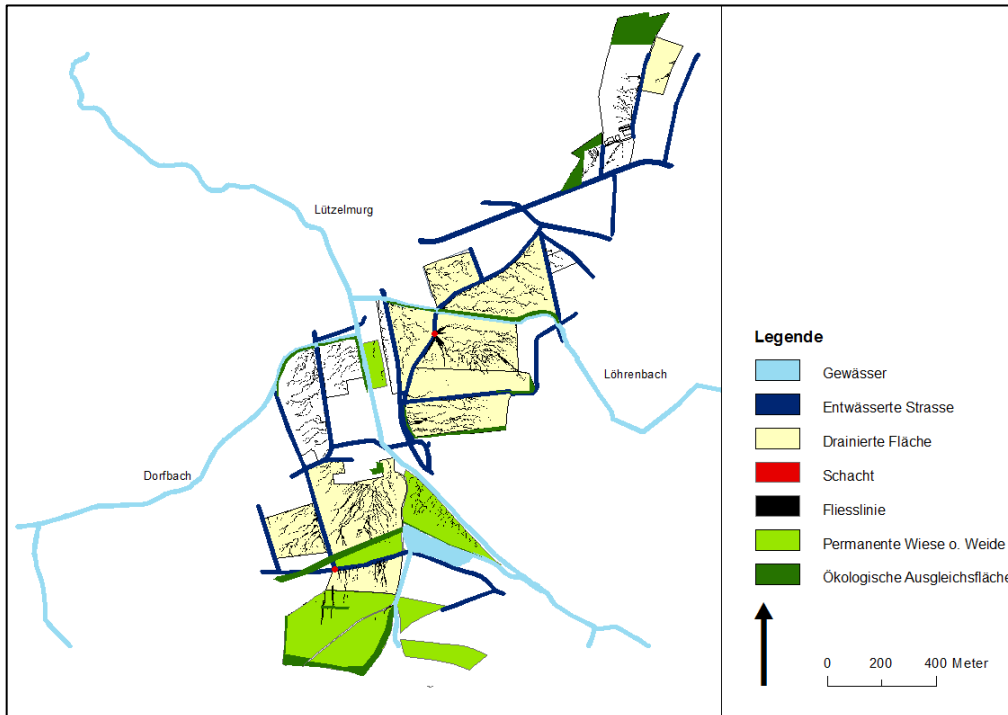 Lützelmurg
Löhrenbach
Dorfbach
Legende
Gewässer
Entwässerte Strasse
Drainierte Fläche
Schacht
Fliesslinie
Permanente Wiese o. Weide
Ökologische Ausgleichsfläche
0 200 400 Meter